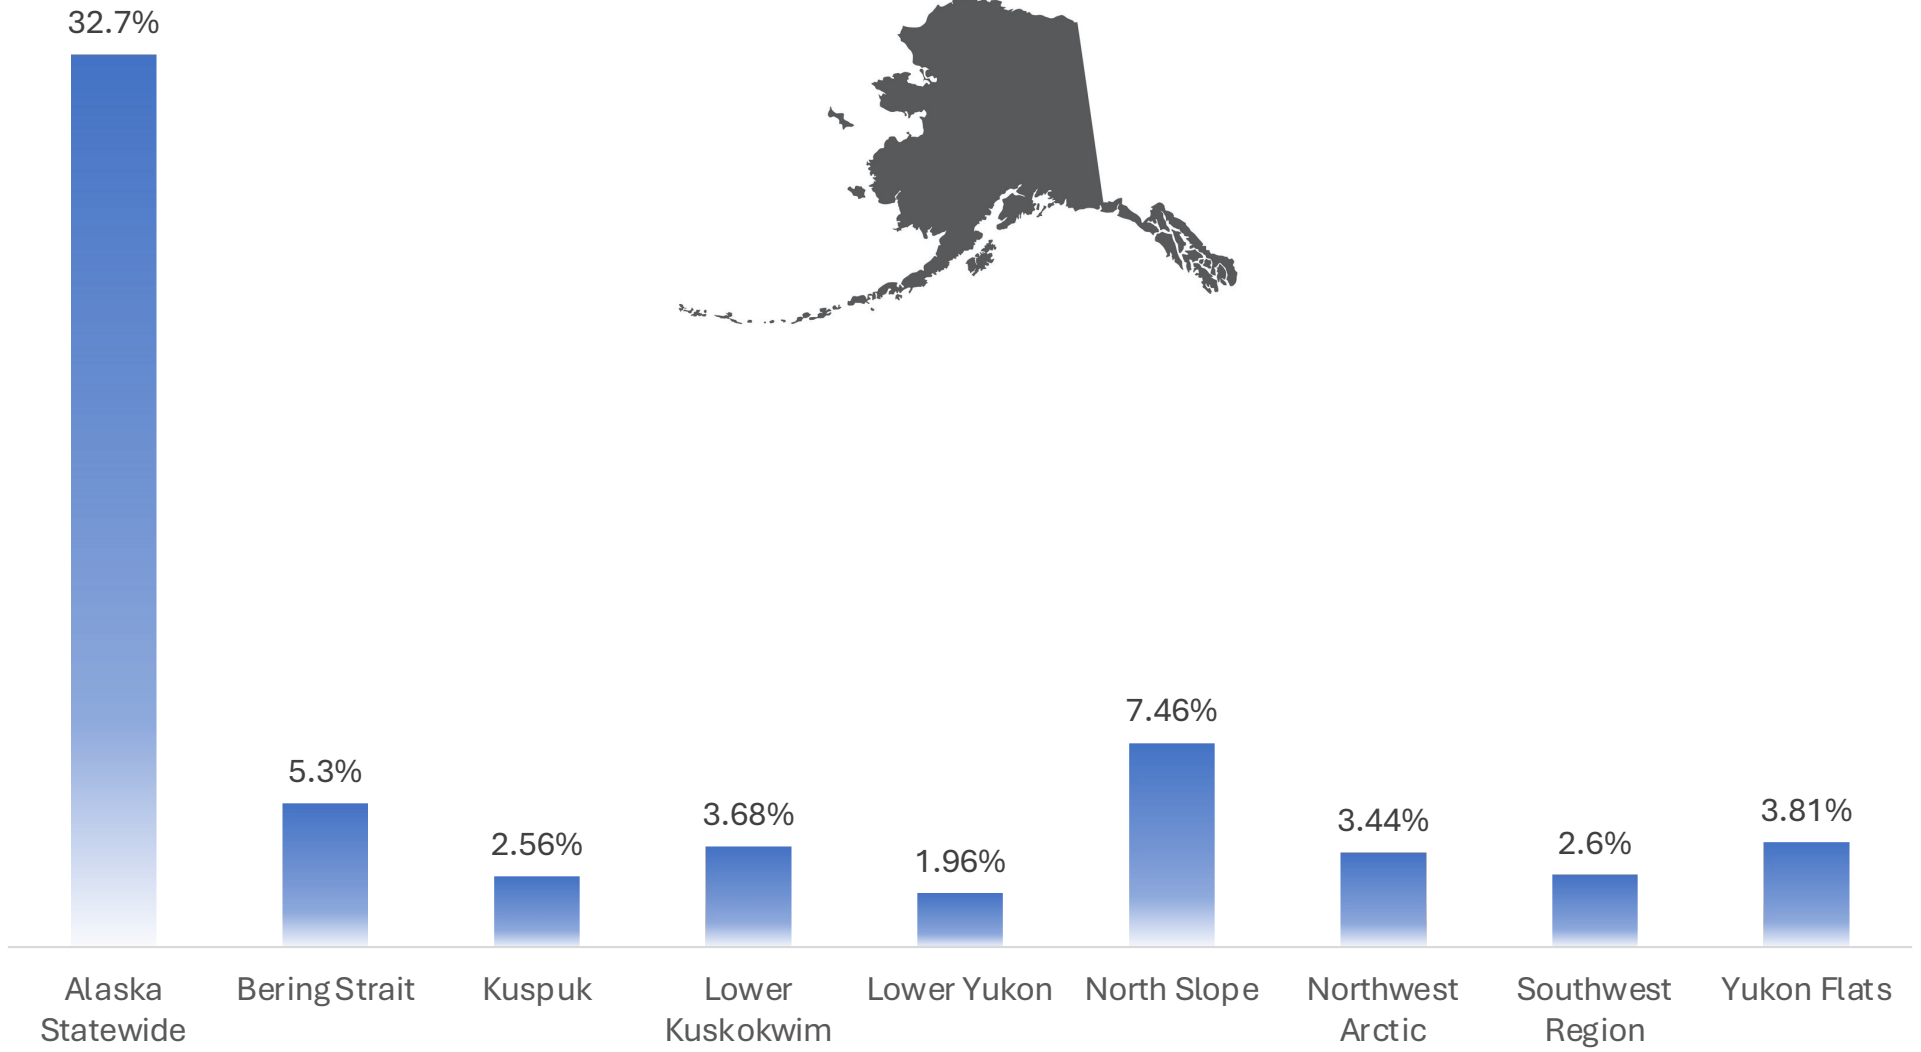 32.7%
5.3%
2.56%
3.68%
1.96%
7.46%
3.44%
2.6%
3.81%
Alaska
Statewide
Bering Strait
Kuspuk
Lower
Kuskokwim
Lower Yukon
North Slope
Northwest
Arctic
Southwest
Region
Yukon Flats